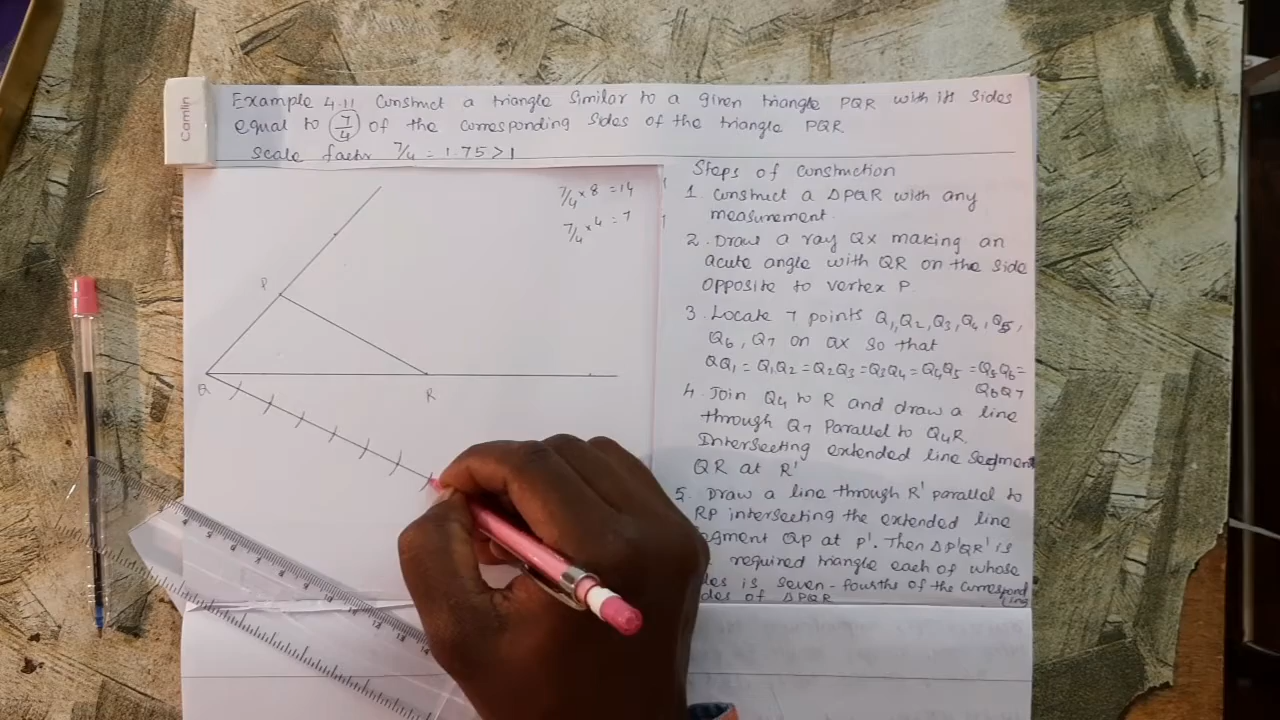 Camlin
Example 4.11 Construct a triangle Similar to a given triangle PQR with its Sides
equal to 7/4 of the corresponding sides of the triangle PQR
Scale factor 7/4 = 1.75 > 1
7/4 × 8 = 14
7/4 × 4 = 7
P
Q
R
Steps of Construction
1. Construct a ΔPQR with any
measurement.
2. Draw a ray QX making an
acute angle with QR on the side
opposite to vertex P.
3. Locate 7 points Q1, Q2, Q3, Q4, Q5,
Q6, Q7 on QX so that
QQ1 = Q1Q2 = Q2Q3 = Q3Q4 = Q4Q5 = Q5Q6 =
Q6Q7
4. Join Q4 to R and draw a line
through Q7 Parallel to Q4R.
Intersecting extended line Segment
QR at R'
5. Draw a line through R' parallel to
RP intersecting the extended line
QP at P'. Then ΔP'QR' is
required triangle each of whose
is seven-fourths of the correspond
ing
of ΔPQR